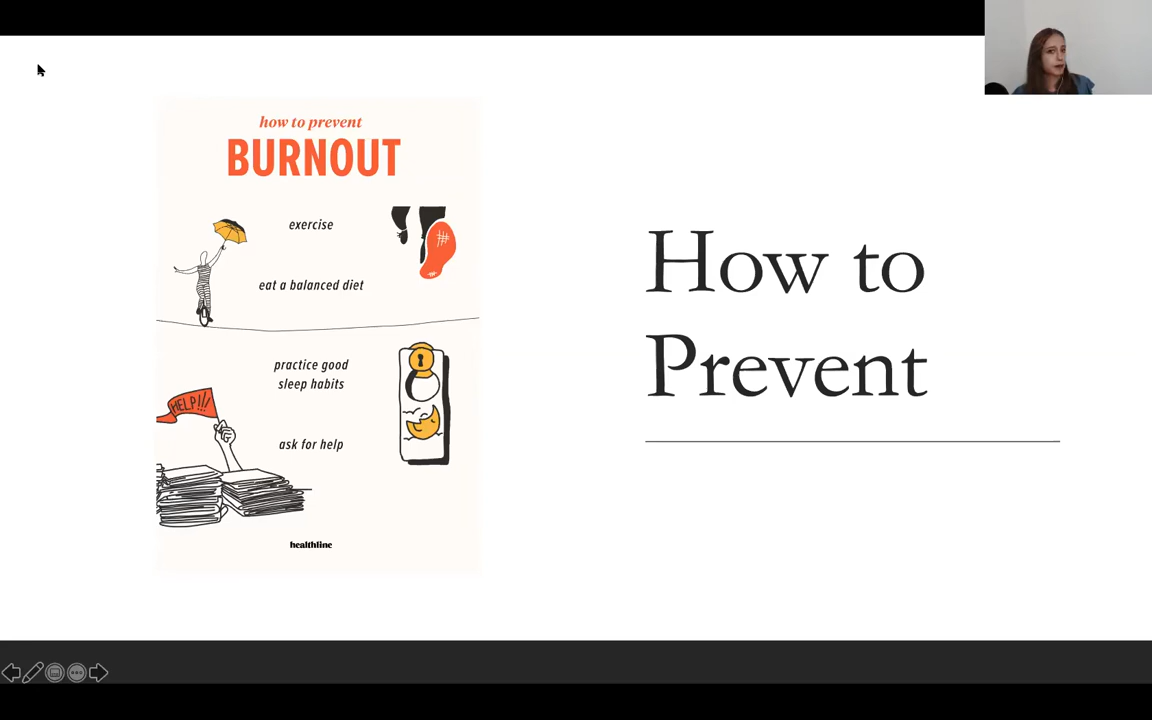 how to prevent
BURNOUT
exercise
eat a balanced diet
practice good
sleep habits
HELP!!!
ask for help
healthline
How to
Prevent